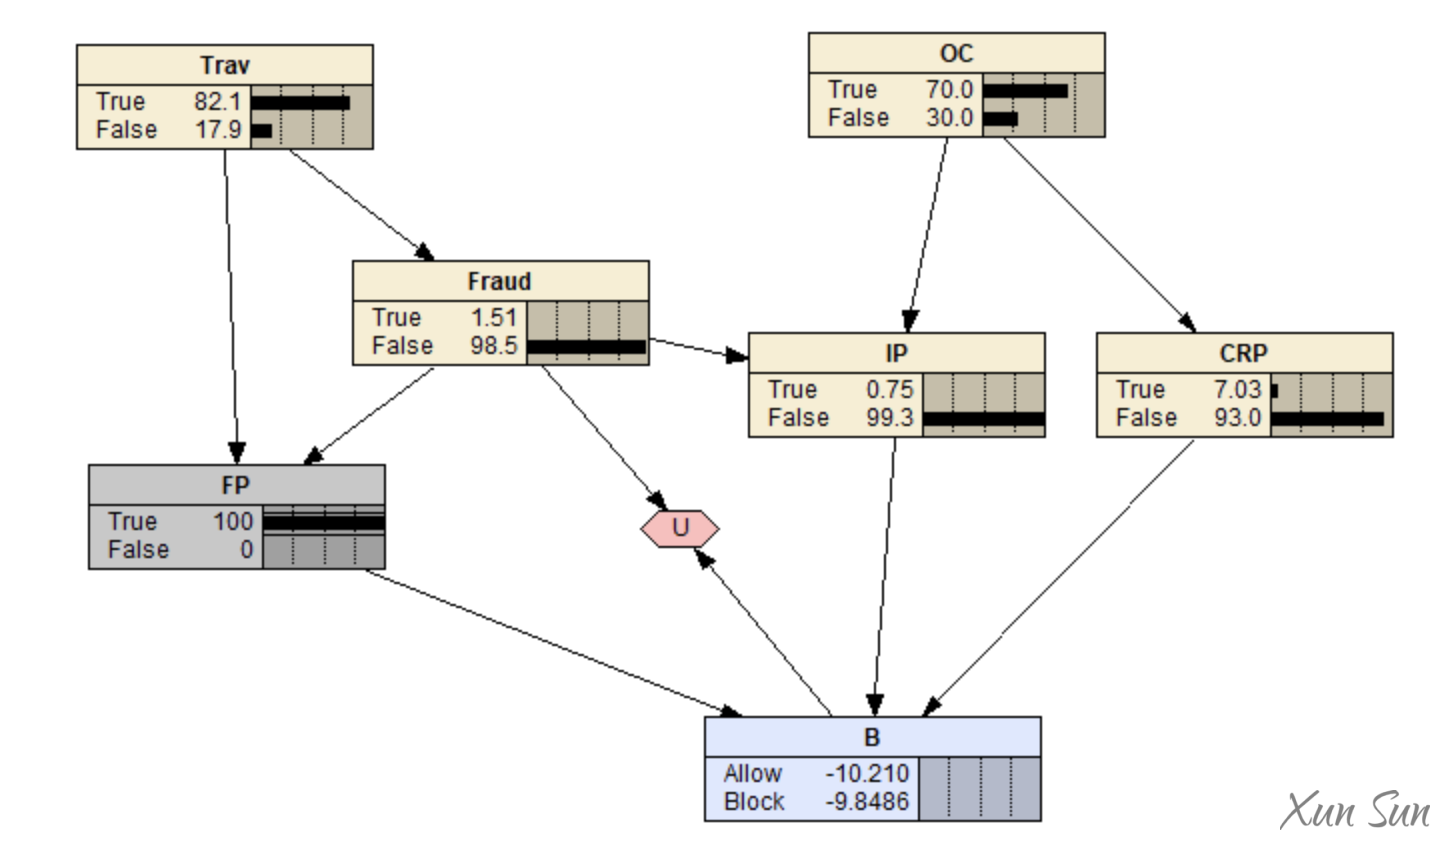 Trav
True 82.1
False 17.9
OC
True 70.0
False 30.0
Fraud
True 1.51
False 98.5
IP
True 0.75
False 99.3
CRP
True 7.03
False 93.0
FP
True 100
False 0
U
B
Allow -10.210
Block -9.8486
Xun Sun